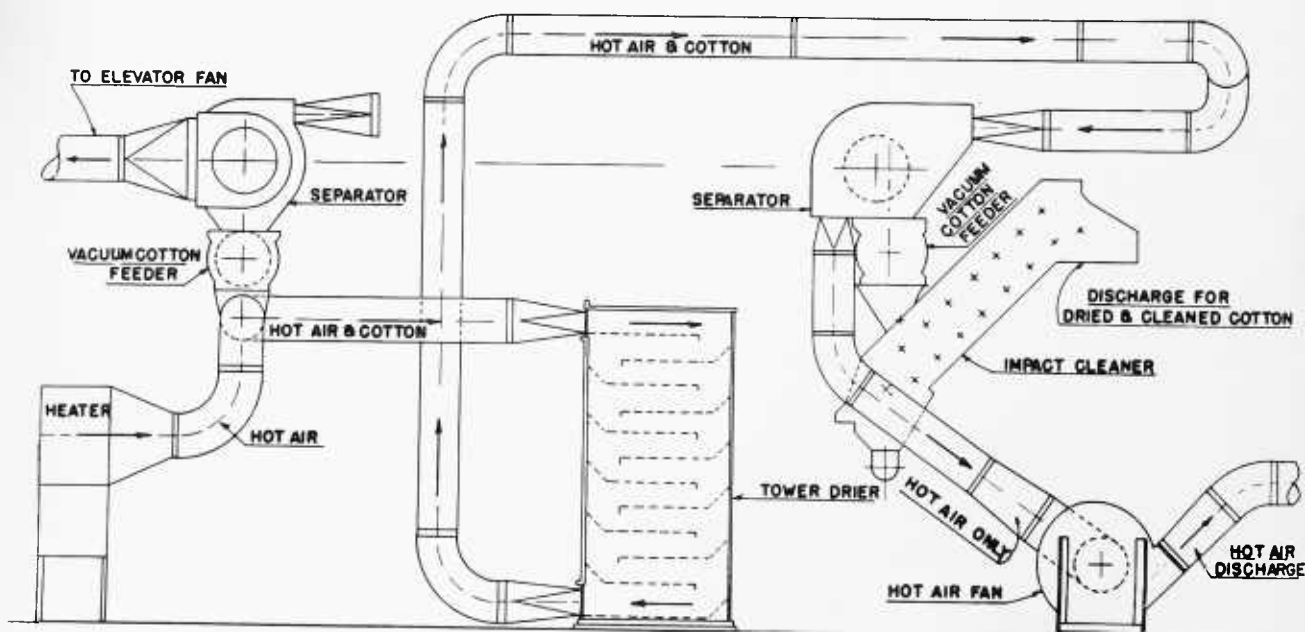 HOT AIR & COTTON
TO ELEVATOR FAN
SEPARATOR
VACUUM COTTON
FEEDER
HOT AIR & COTTON
HEATER
HOT AIR
SEPARATOR
VACUMM
COTTON
FEEDER
DISCHARGE FOR
DRIED & CLEANED COTTON
IMPACT CLEANER
TOWER DRIER
HOT AIR ONLY
HOT AIR FAN
HOT AIR
DISCHARGE